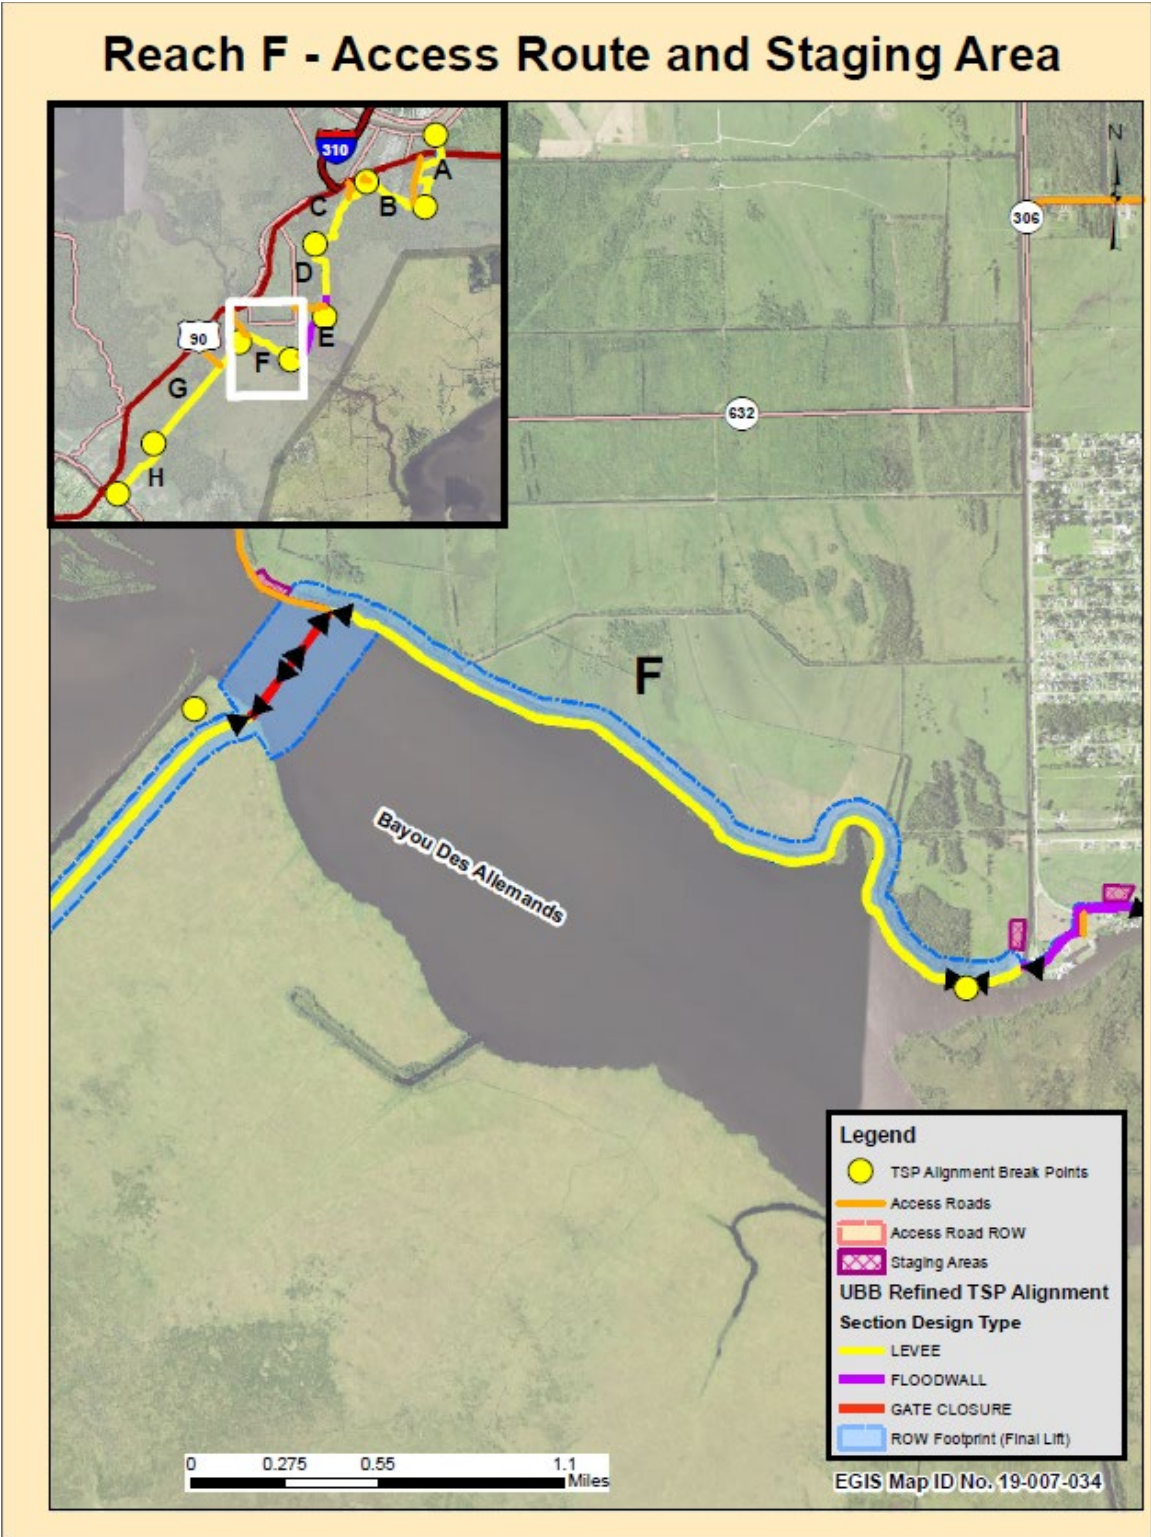 Reach F - Access Route and Staging Area
310
A
C
B
D
E
90
F
G
H
N
306
632
F
Bayou Des Allemands
Legend
TSP Alignment Break Points
Access Roads
Access Road ROW
Staging Areas
UBB Refined TSP Alignment
Section Design Type
LEVEE
FLOODWALL
GATE CLOSURE
ROW Footprint (Final Lift)
0 0.275 0.55 1.1
Miles
EGIS Map ID No. 19-007-034